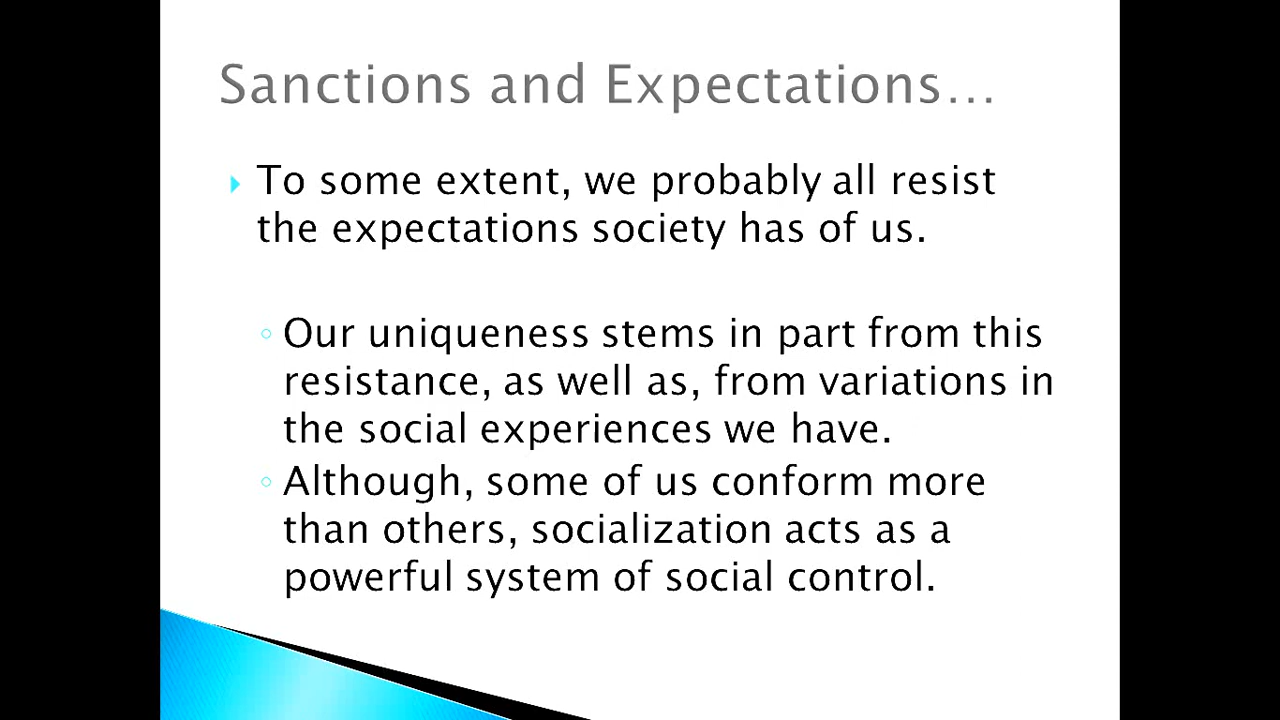 Sanctions and Expectations…
To some extent, we probably all resist
the expectations society has of us.
Our uniqueness stems in part from this
resistance, as well as, from variations in
the social experiences we have.
Although, some of us conform more
than others, socialization acts as a
powerful system of social control.